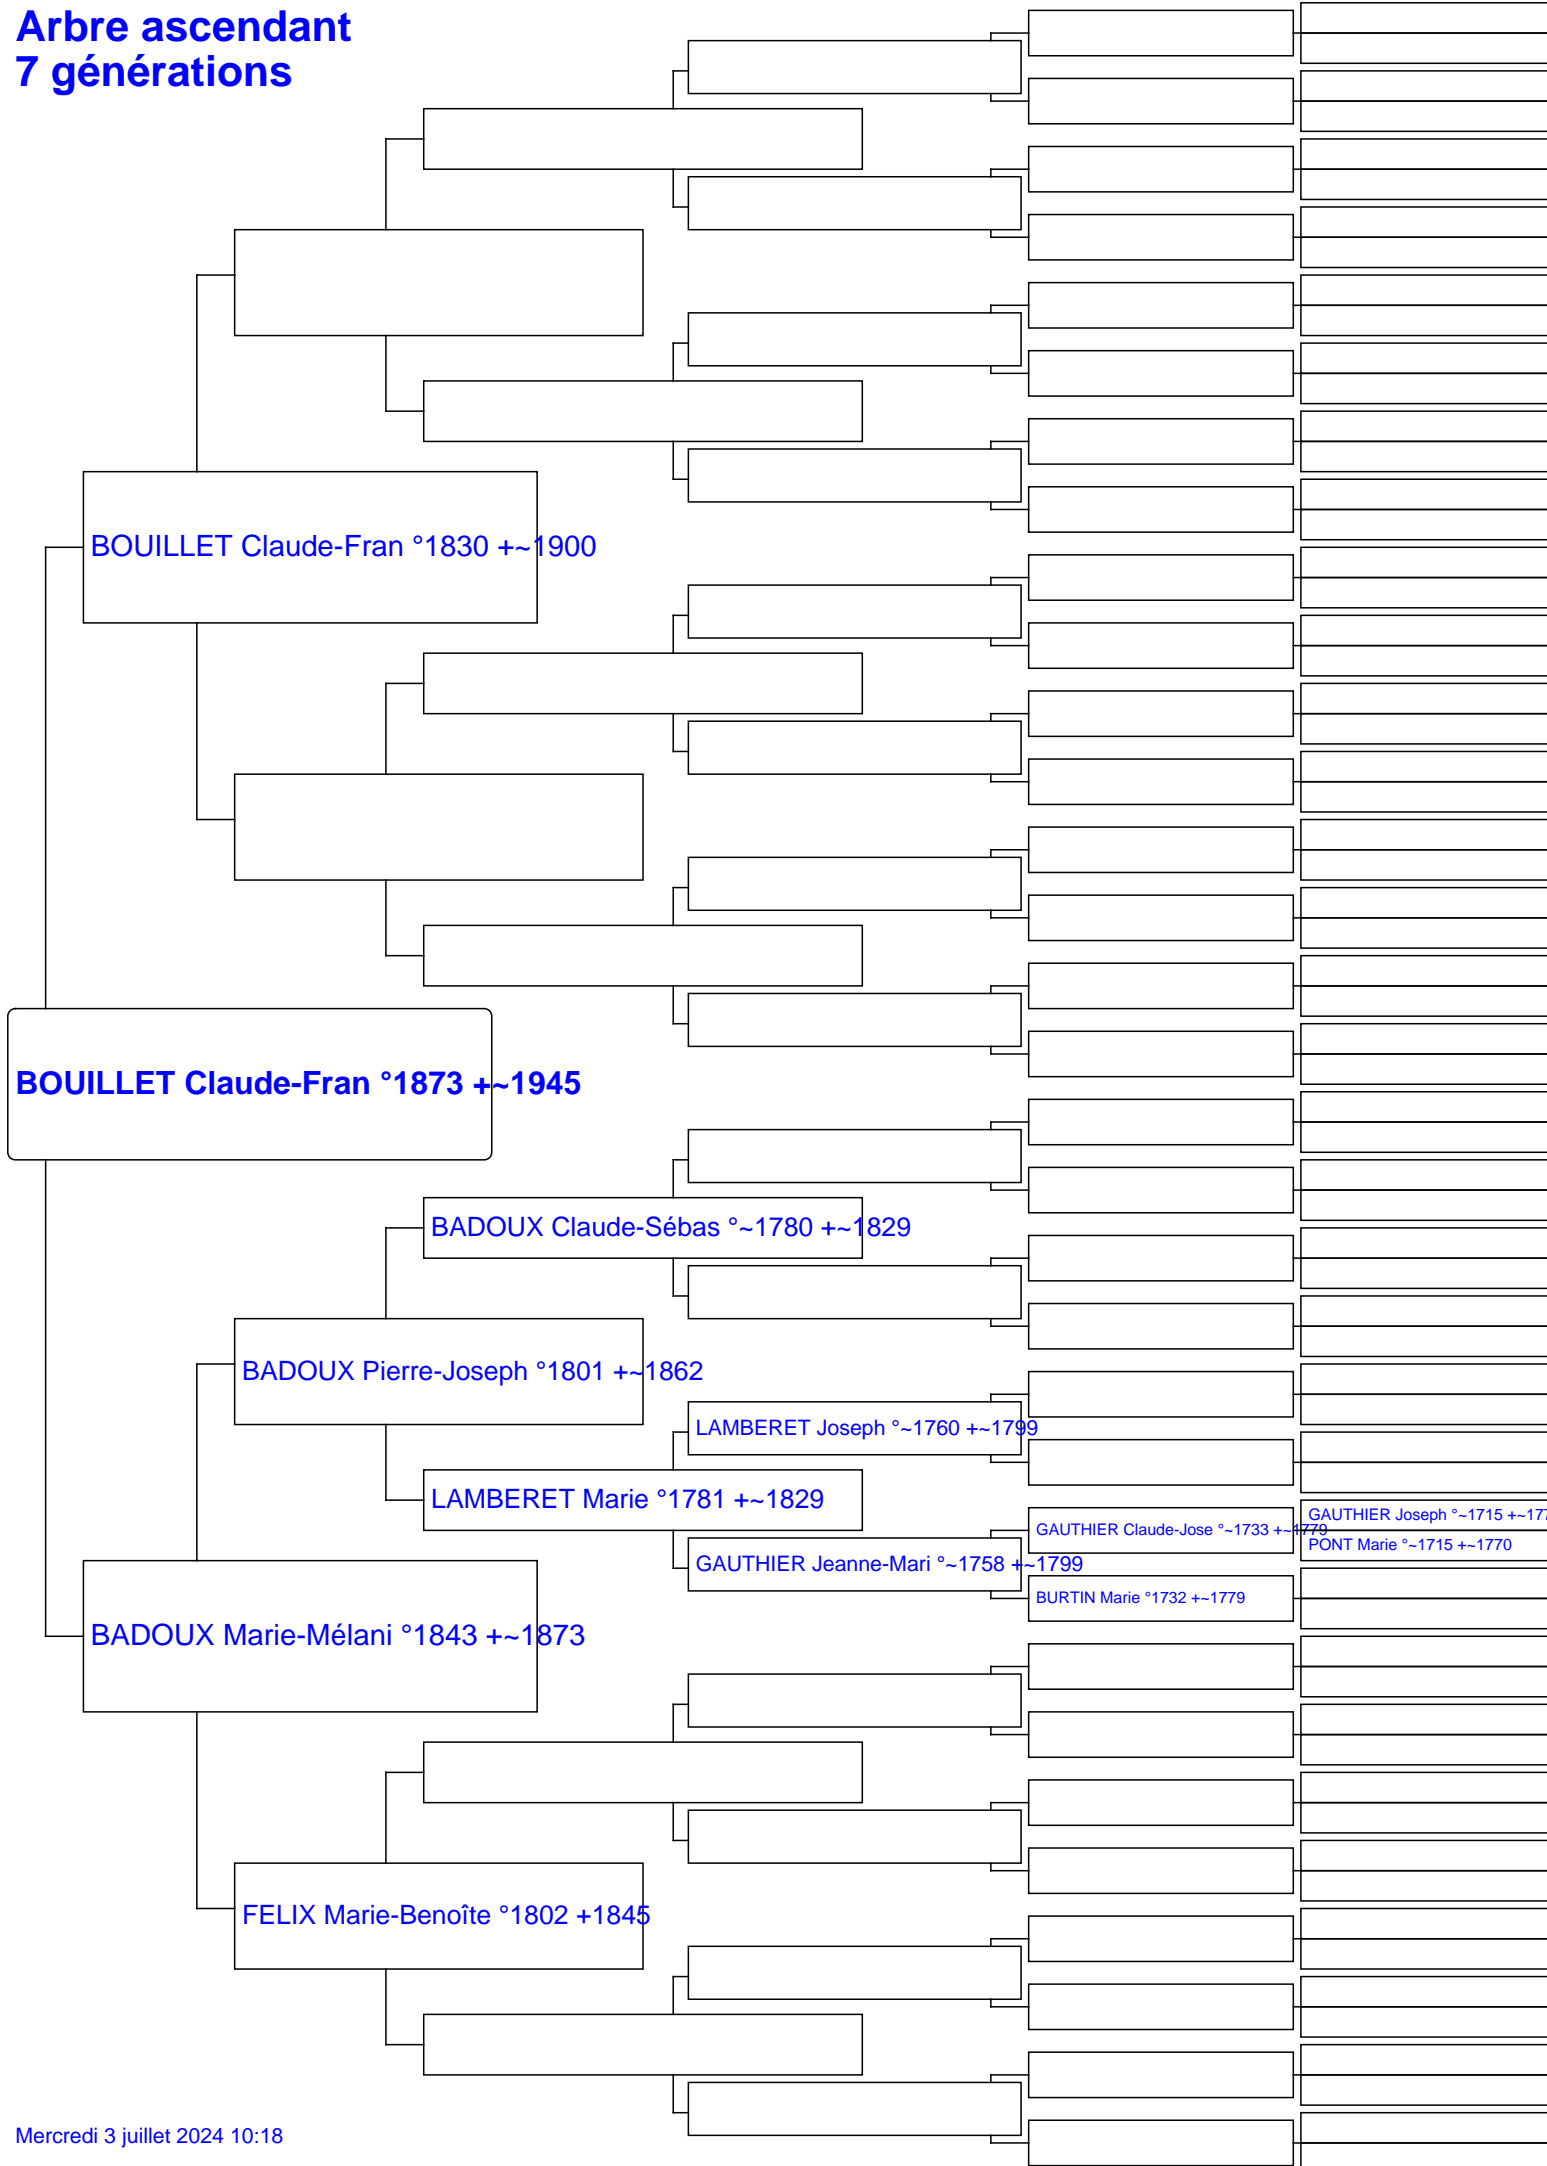 Arbre ascendant
7 générations
BOUILLET Claude-Fran °1830 +~1900
BOUILLET Claude-Fran °1873 +~1945
BADOUX Claude-Sébas °~1780 +~1829
BADOUX Pierre-Joseph °1801 +~1862
LAMBERET Joseph °~1760 +~1799
LAMBERET Marie °1781 +~1829
GAUTHIER Joseph °~1715 +~177
GAUTHIER Claude-Jose °~1733 +~1779
PONT Marie °~1715 +~1770
GAUTHIER Jeanne-Mari °~1758 +~1799
BURTIN Marie °1732 +~1779
BADOUX Marie-Mélani °1843 +~1873
FELIX Marie-Benoîte °1802 +1845
Mercredi 3 juillet 2024 10:18